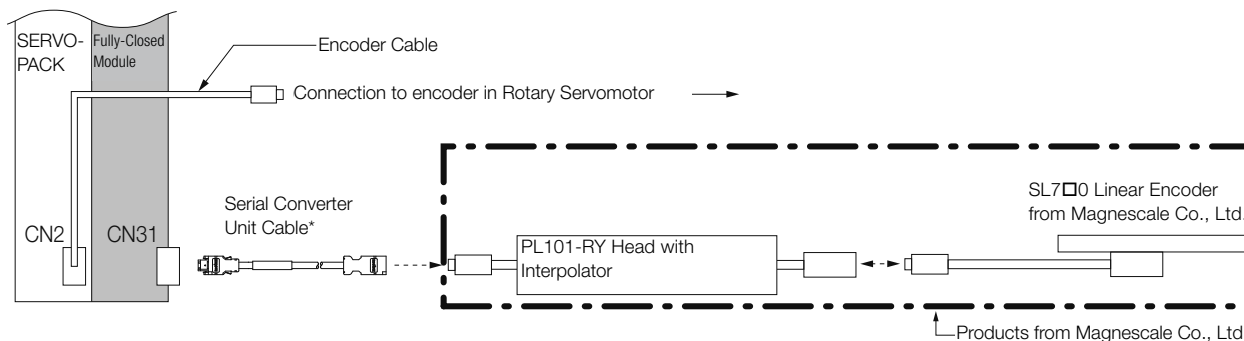 SERVO-
PACK
Fully-Closed
Module
Encoder Cable
Connection to encoder in Rotary Servomotor
CN2
CN31
Serial Converter
Unit Cable*
PL101-RY Head with
Interpolator
SL7□0 Linear Encoder
from Magnescale Co., Ltd.
Products from Magnescale Co., Ltd